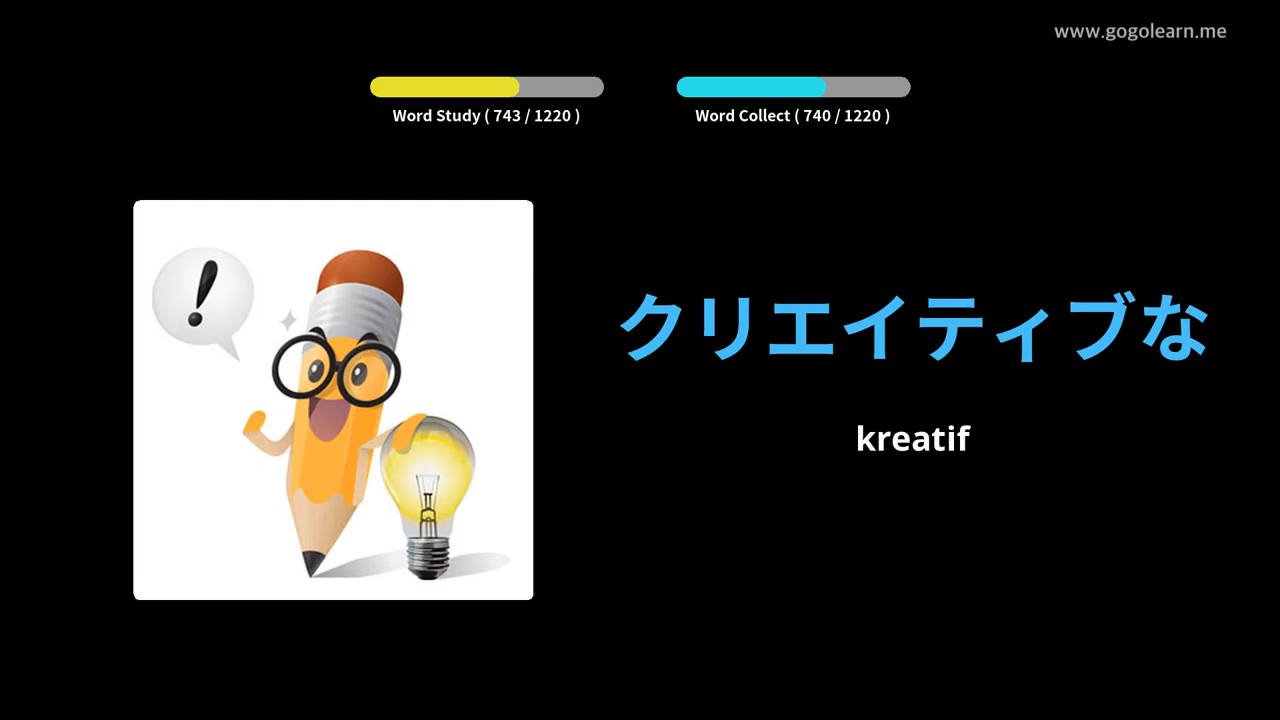 www.gogolearn.me
Word Study ( 743 / 1220 )
Word Collect ( 740 / 1220 )
!
クリエイティブな
kreatif